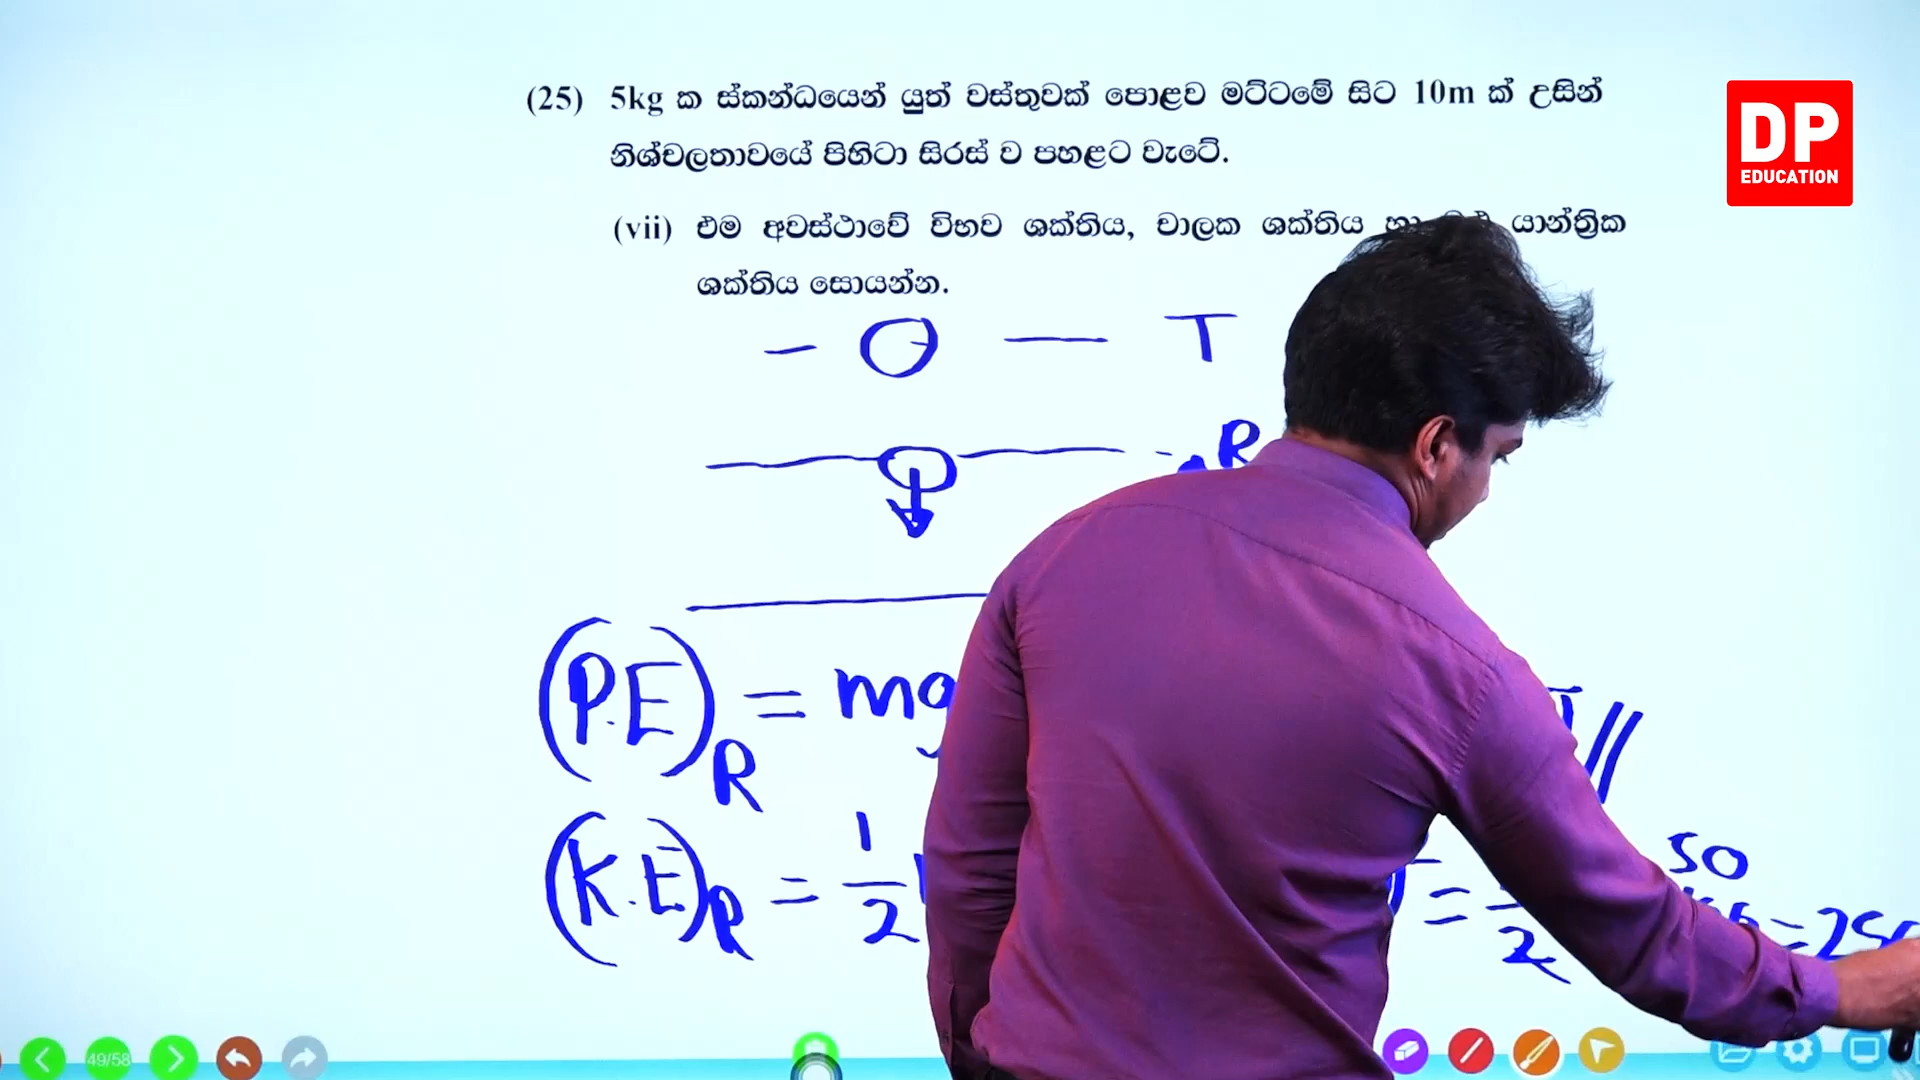 (25) 5kg ක ස්කන්ධයෙන් යුත් වස්තුවක් පොළව මට්ටමේ සිට 10m ක් උසින්
නිශ්චලතාවයේ පිහිටා සිරස් ව පහළට වැටේ.
DP
EDUCATION
(vii) එම අවස්ථාවේ විභව ශක්තිය, චාලක ශක්තිය හා යාන්ත්‍රික
ශක්තිය සොයන්න.
T
R
(P.E)R = mg
(K.E)R = 1/2 = 2 50 = 25
49/58